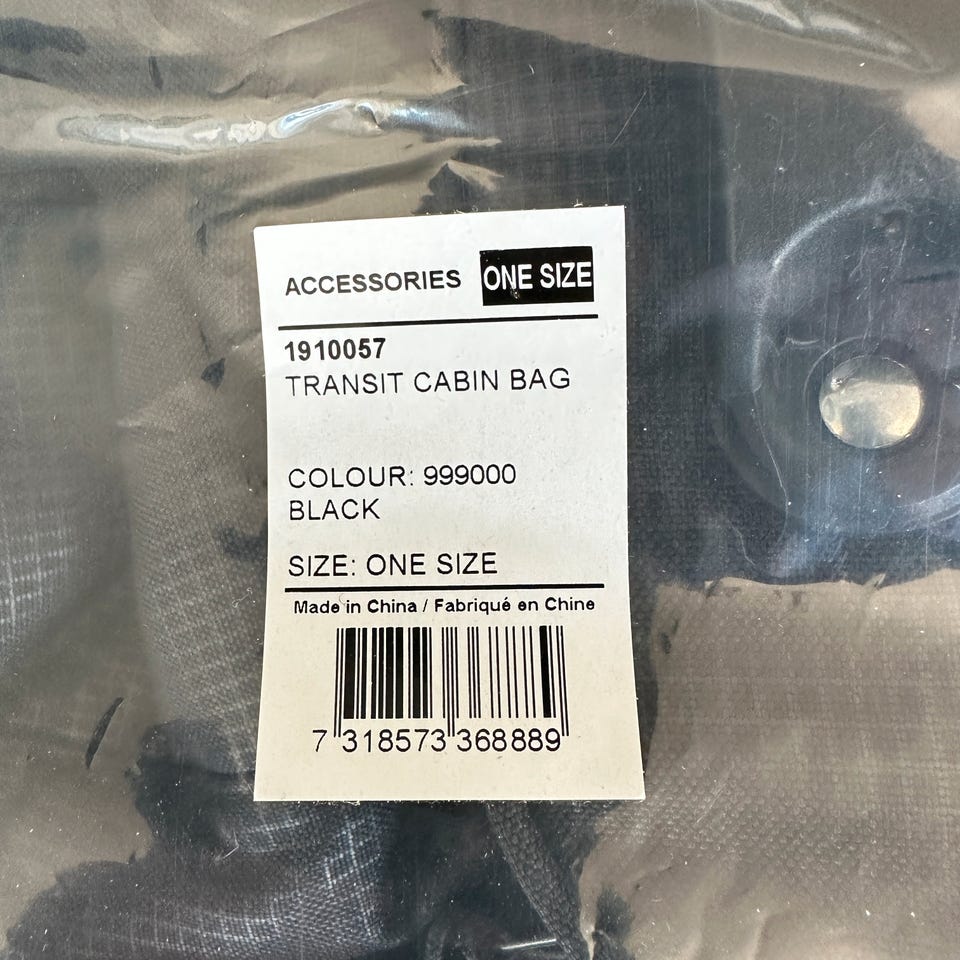 ACCESSORIES ONE SIZE
1910057
TRANSIT CABIN BAG
COLOUR: 999000
BLACK
SIZE: ONE SIZE
Made in China / Fabriqué en Chine
7 318573 368889